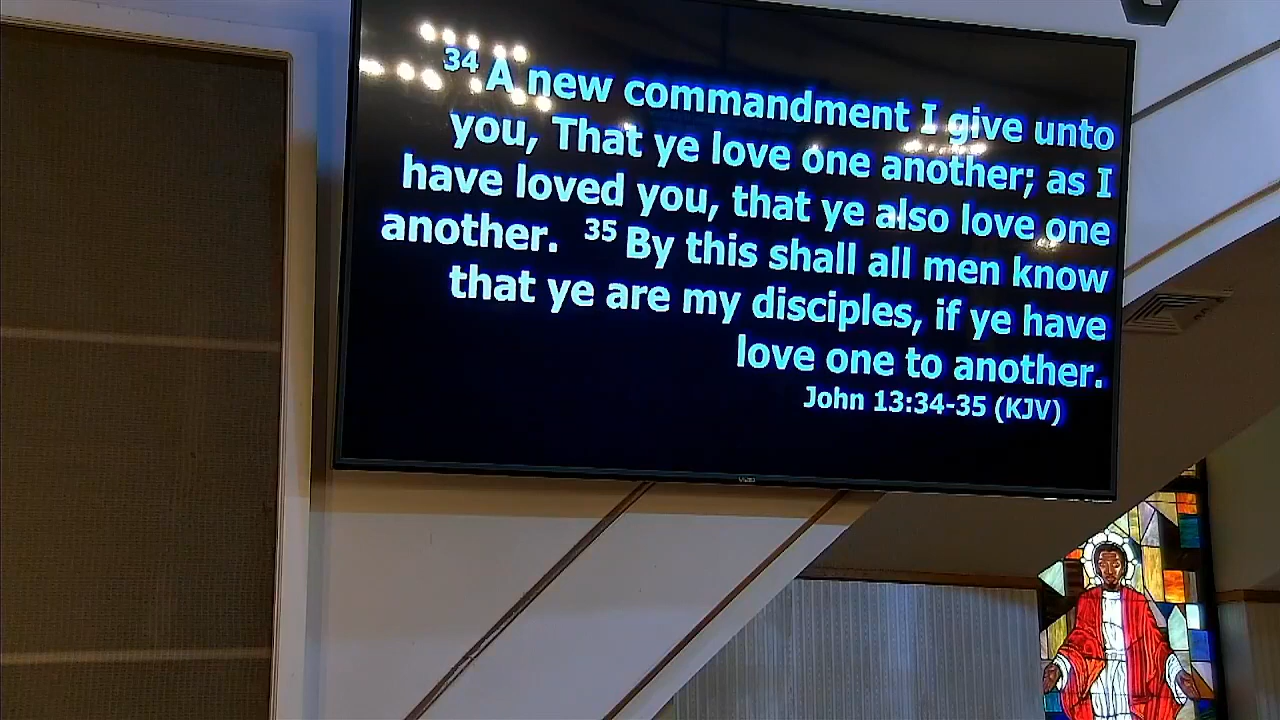 34 A new commandment I give unto
you, That ye love one another; as I
have loved you, that ye also love one
another. 35 By this shall all men know
that ye are my disciples, if ye have
love one to another.
John 13:34-35 (KJV)
VIZIO